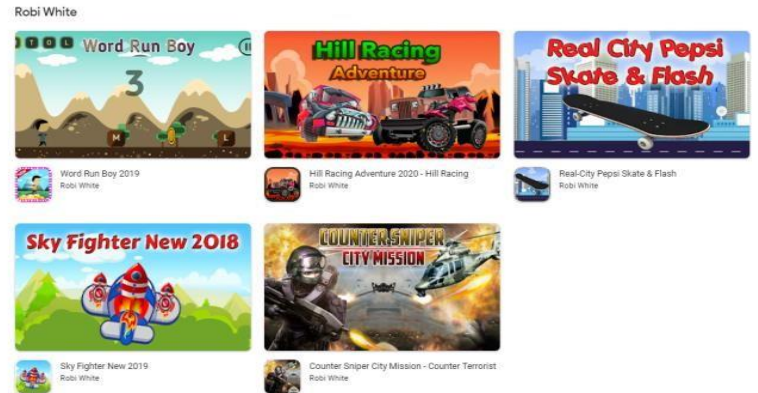 Robi White
T O L Word Run Boy
3
M L
Hill Racing
Adventure
Real City Pepsi
Skate & Flash
Word Run Boy 2019
Robi White
Hill Racing Adventure 2020 - Hill Racing
Robi White
Real-City Pepsi Skate & Flash
Robi White
Sky Fighter New 2018
COUNTER SNIPER
CITY MISSION
Sky Fighter New 2019
Robi White
Counter Sniper City Mission - Counter Terrorist
Robi White